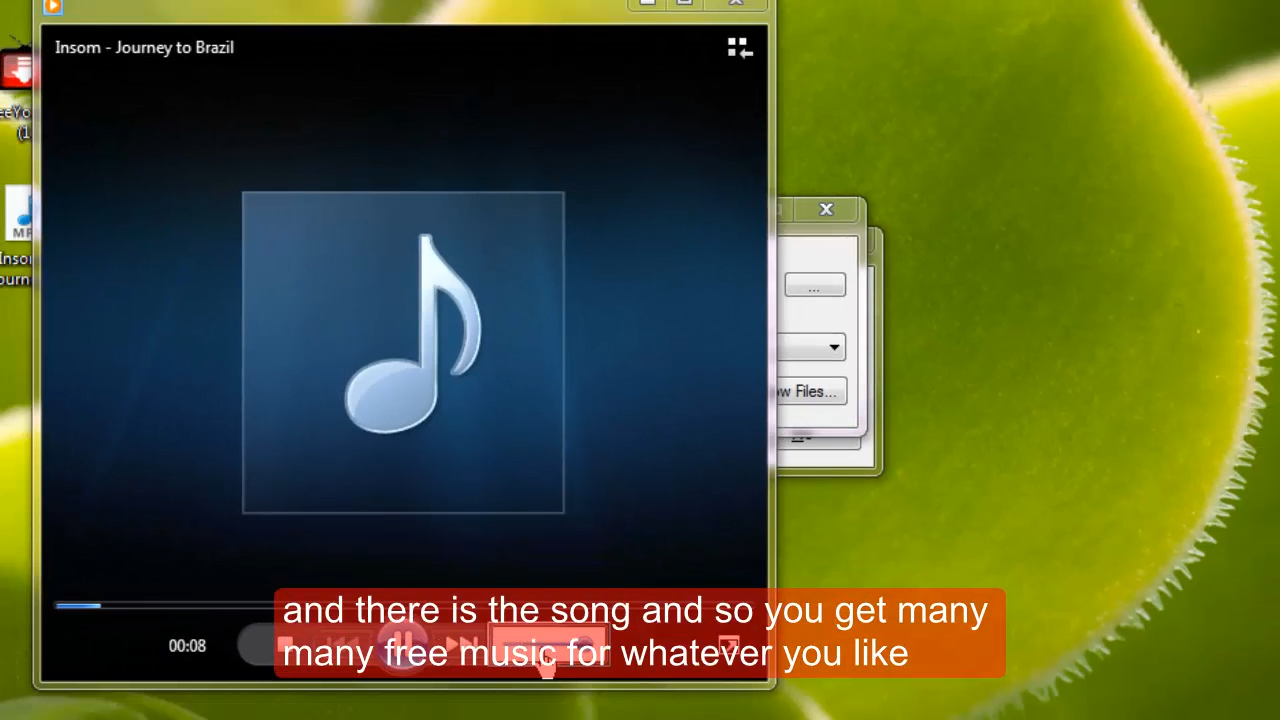 Insom - Journey to Brazil
...
Files...
00:08
and there is the song and so you get many
many free music for whatever you like